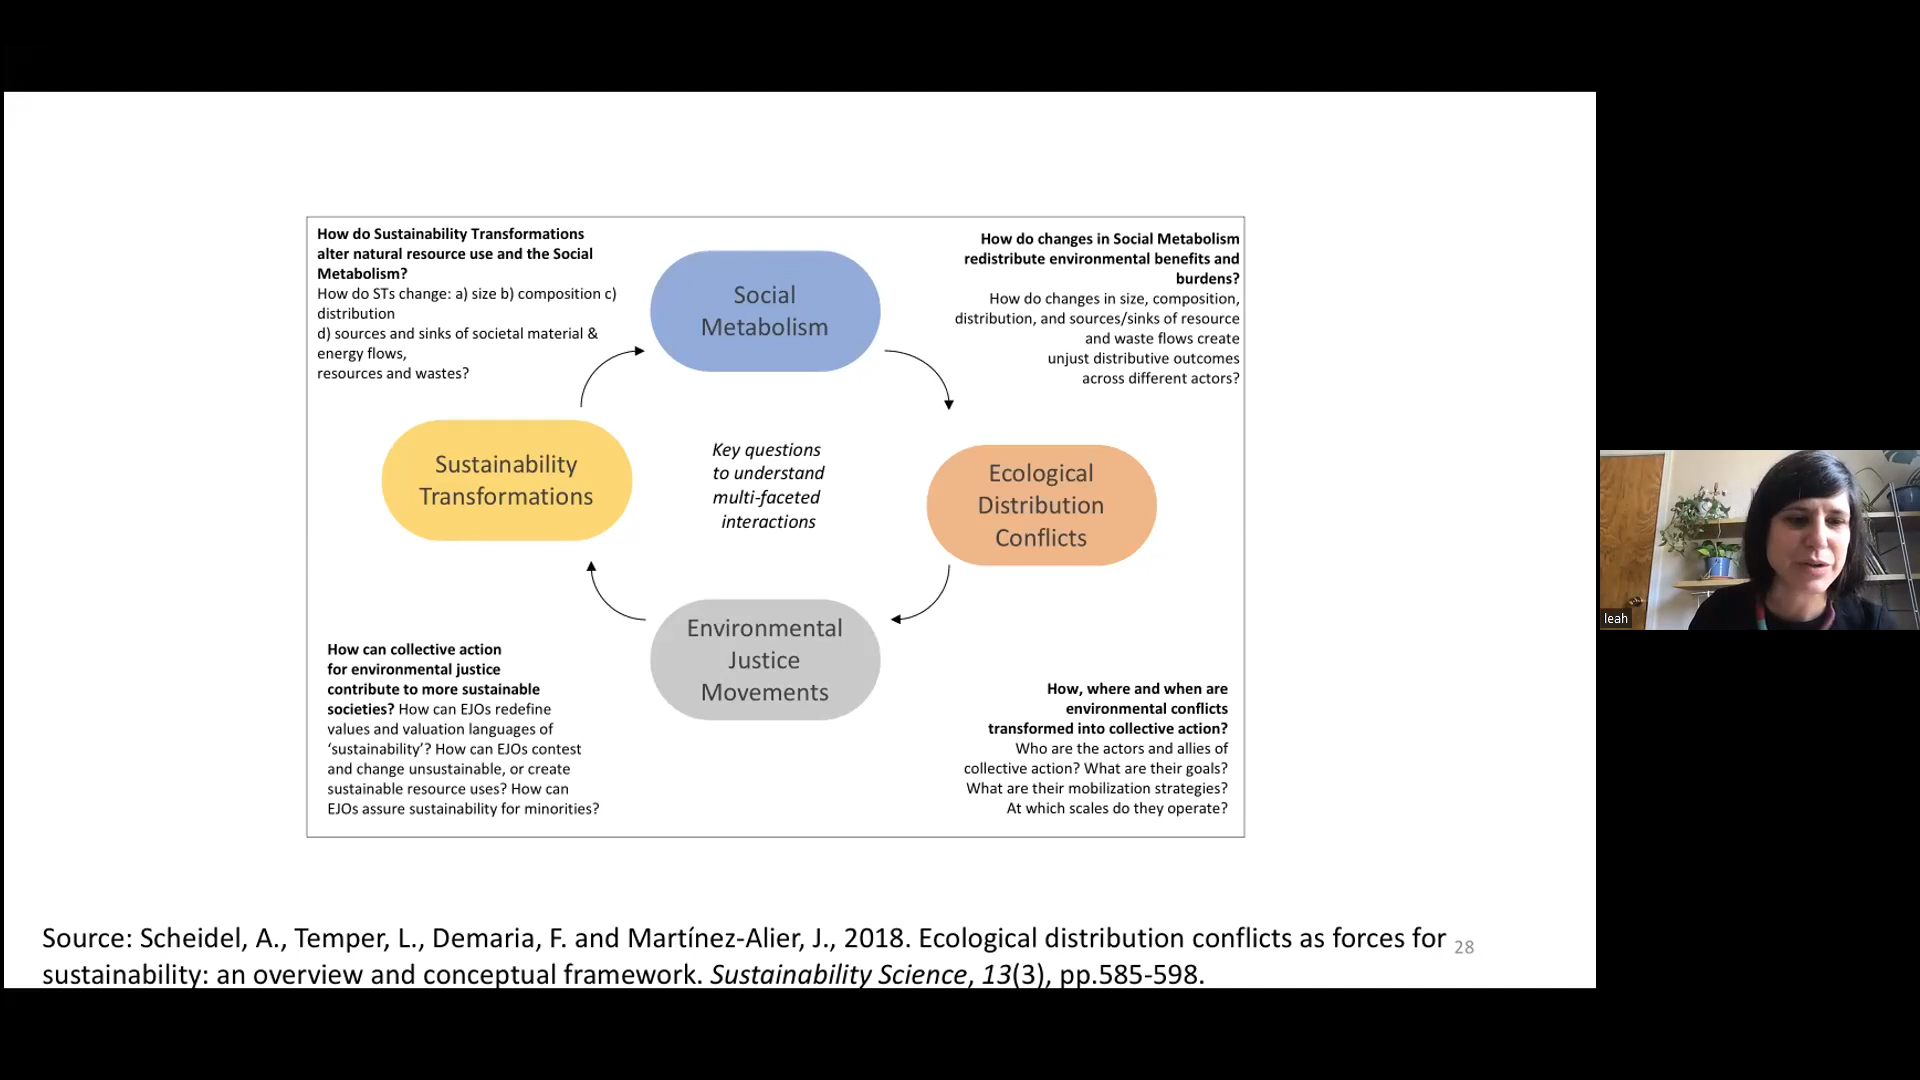 How do Sustainability Transformations
alter natural resource use and the Social
Metabolism?
How do STs change: a) size b) composition c)
distribution
d) sources and sinks of societal material &
energy flows,
resources and wastes?
Social
Metabolism
How do changes in Social Metabolism
redistribute environmental benefits and
burdens?
How do changes in size, composition,
distribution, and sources/sinks of resource
and waste flows create
unjust distributive outcomes
across different actors?
Sustainability
Transformations
Key questions
to understand
multi-faceted
interactions
Ecological
Distribution
Conflicts
Environmental
Justice
Movements
How can collective action
for environmental justice
contribute to more sustainable
societies? How can EJOs redefine
values and valuation languages of
‘sustainability’? How can EJOs contest
and change unsustainable, or create
sustainable resource uses? How can
EJOs assure sustainability for minorities?
How, where and when are
environmental conflicts
transformed into collective action?
Who are the actors and allies of
collective action? What are their goals?
What are their mobilization strategies?
At which scales do they operate?
Source: Scheidel, A., Temper, L., Demaria, F. and Martínez-Alier, J., 2018. Ecological distribution conflicts as forces for
sustainability: an overview and conceptual framework. Sustainability Science, 13(3), pp.585-598.
28
leah